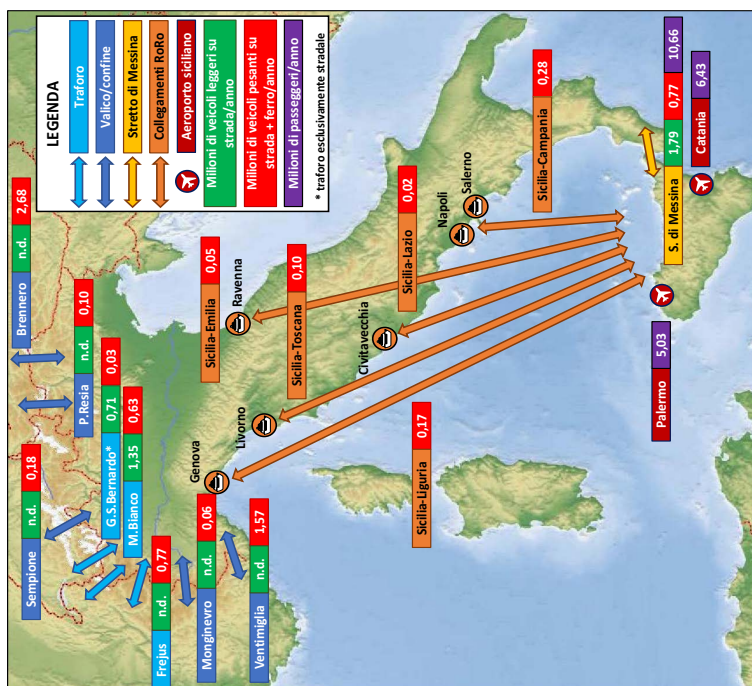 LEGENDA
Traforo
Valico/confine
Stretto di Messina
Collegamenti RoRo
Aeroporto siciliano
Milioni di veicoli leggeri su
strada/anno
Milioni di veicoli pesanti su
strada + ferro/anno
Milioni di passeggeri/anno
* traforo esclusivamente stradale
Brennero n.d. 2,68
P.Resia n.d. 0,10
Sempione n.d. 0,18
G.S.Bernardo* 0,71 0,03
M.Bianco 1,35 0,63
Frejus n.d. 0,77
Monginevro n.d. 0,06
Ventimiglia n.d. 1,57
Genova
Livorno
Ravenna
Civitavecchia
Napoli
Salerno
Sicilia-Emilia 0,05
Sicilia-Toscana 0,10
Sicilia-Lazio 0,02
Sicilia-Campania 0,28
Sicilia-Liguria 0,17
S. di Messina 1,79 0,77 10,66
Catania 6,43
Palermo 5,03